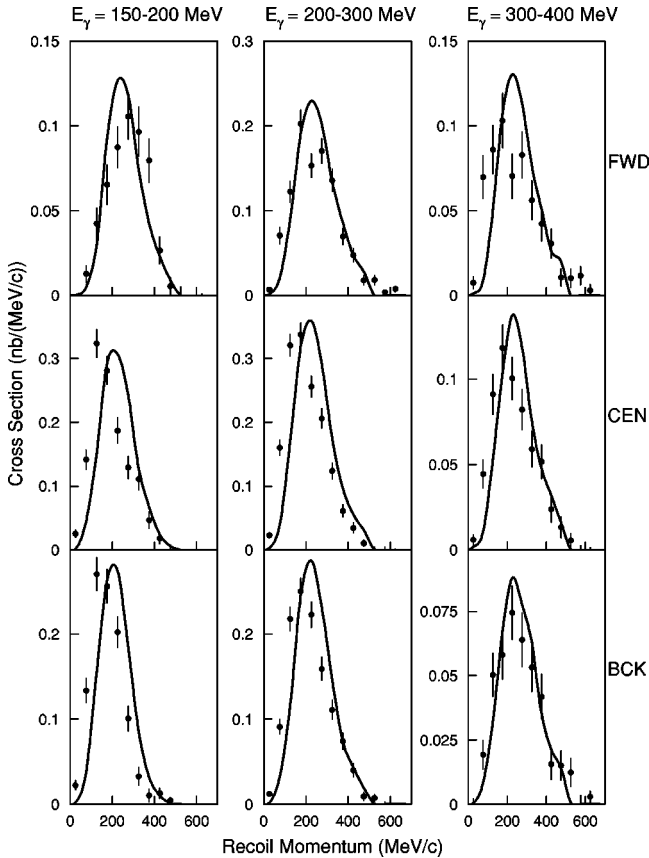 E_γ = 150-200 MeV E_γ = 200-300 MeV E_γ = 300-400 MeV
0.15 0.3 0.15
0.1 0.2 0.1
FWD
0.05 0.1 0.05
0 0 0
0.3 0.3
0.1
0.2 0.2
CEN
0.05
0.1 0.1
0 0 0
0.075
0.2 0.2
0.05
BCK
0.1 0.1
0.025
0 0 0
0 200 400 600 0 200 400 600 0 200 400 600
Recoil Momentum (MeV/c)
Cross Section (nb/(MeV/c))